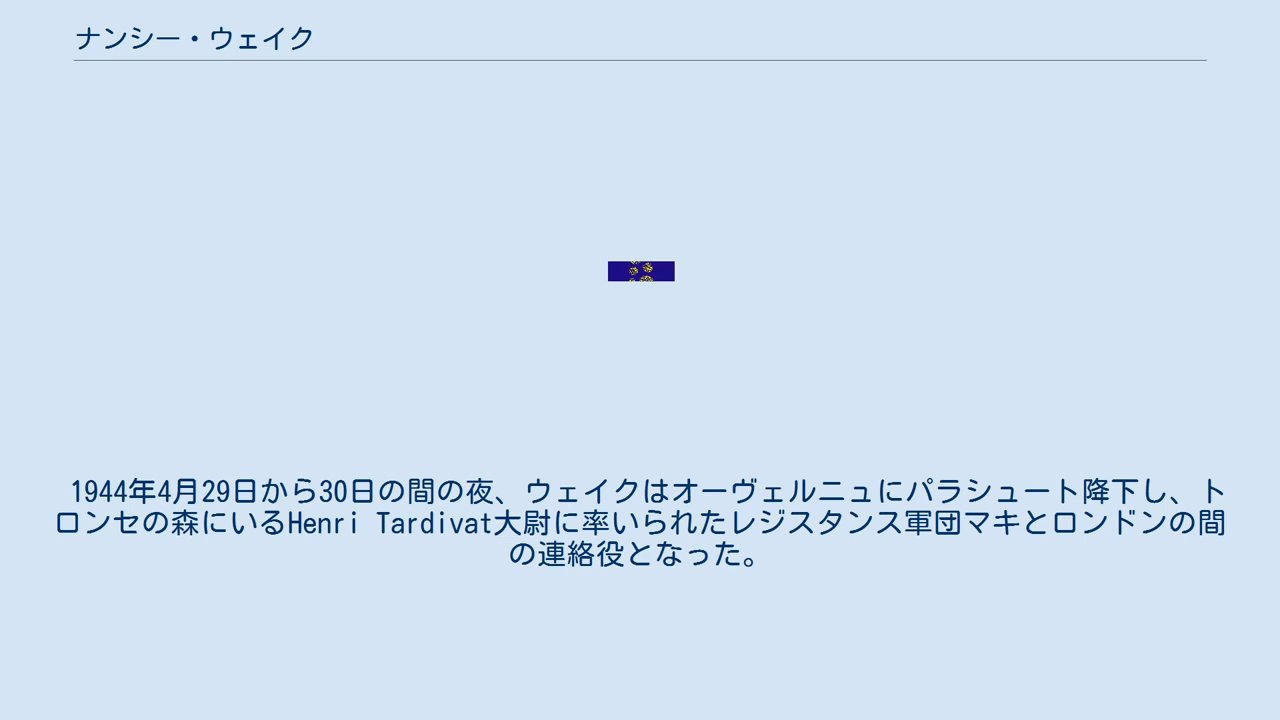 ナンシー・ウェイク
1944年4月29日から30日の間の夜、ウェイクはオーヴェルニュにパラシュート降下し、ト
ロンセの森にいるHenri Tardivat大尉に率いられたレジスタンス軍団マキとロンドンの間
の連絡役となった。